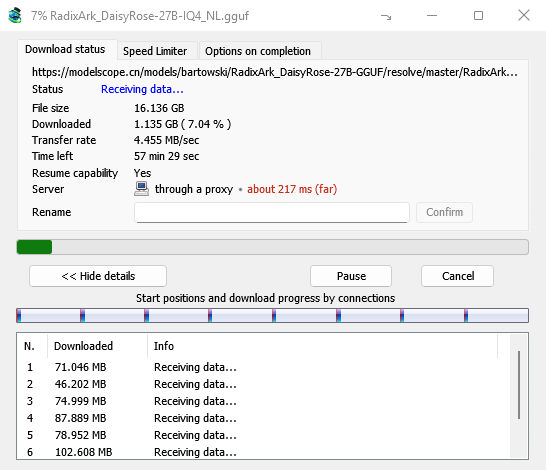 7% RadixArk_DaisyRose-27B-IQ4_NL.gguf
Download status Speed Limiter Options on completion
https://modelscope.cn/models/bartowski/RadixArk_DaisyRose-27B-GGUF/resolve/master/RadixArk...
Status Receiving data...
File size 16.136 GB
Downloaded 1.135 GB ( 7.04 % )
Transfer rate 4.455 MB/sec
Time left 57 min 29 sec
Resume capability Yes
Server through a proxy • about 217 ms (far)
Rename Confirm
<< Hide details Pause Cancel
Start positions and download progress by connections
N. Downloaded Info
1 71.046 MB Receiving data...
2 46.202 MB Receiving data...
3 74.999 MB Receiving data...
4 87.889 MB Receiving data...
5 78.952 MB Receiving data...
6 102.608 MB Receiving data...